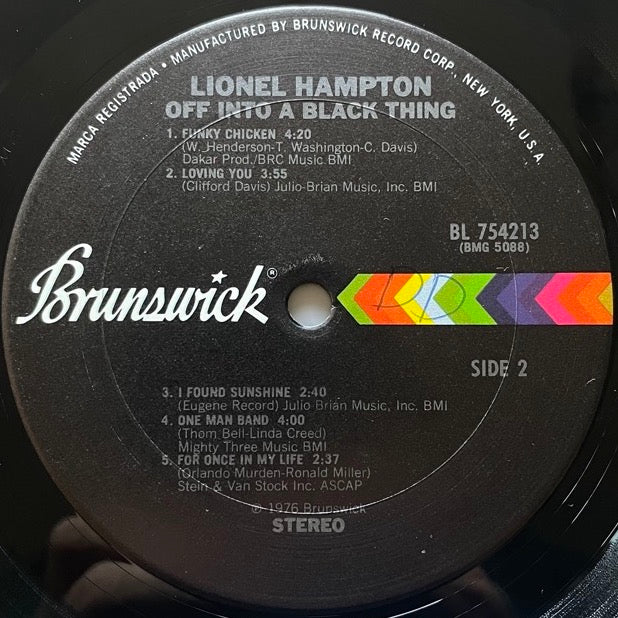 MARCA REGISTRADA • MANUFACTURED BY BRUNSWICK RECORD CORP., NEW YORK, U.S.A.
LIONEL HAMPTON
OFF INTO A BLACK THING
1. FUNKY CHICKEN 4:20
(W. Henderson-T. Washington-C. Davis)
Dakar Prod./BRC Music BMI
2. LOVING YOU 3:55
(Clifford Davis) Julio-Brian Music, Inc. BMI
BL 754213
(BMG 5088)
Brunswick®
SIDE 2
3. I FOUND SUNSHINE 2:40
(Eugene Record) Julio-Brian Music, Inc. BMI
4. ONE MAN BAND 4:00
(Thom Bell-Linda Creed)
Mighty Three Music BMI
5. FOR ONCE IN MY LIFE 2:37
(Orlando Murden-Ronald Miller)
Stein & Van Stock Inc. ASCAP
℗ 1976 Brunswick
STEREO